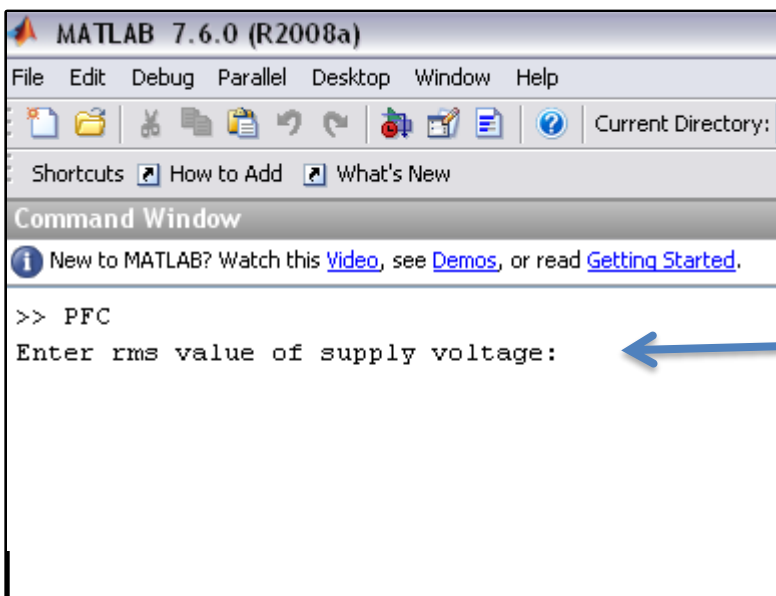 MATLAB 7.6.0 (R2008a)
File Edit Debug Parallel Desktop Window Help
Current Directory:
Shortcuts How to Add What's New
Command Window
New to MATLAB? Watch this Video, see Demos, or read Getting Started.
>> PFC
Enter rms value of supply voltage: